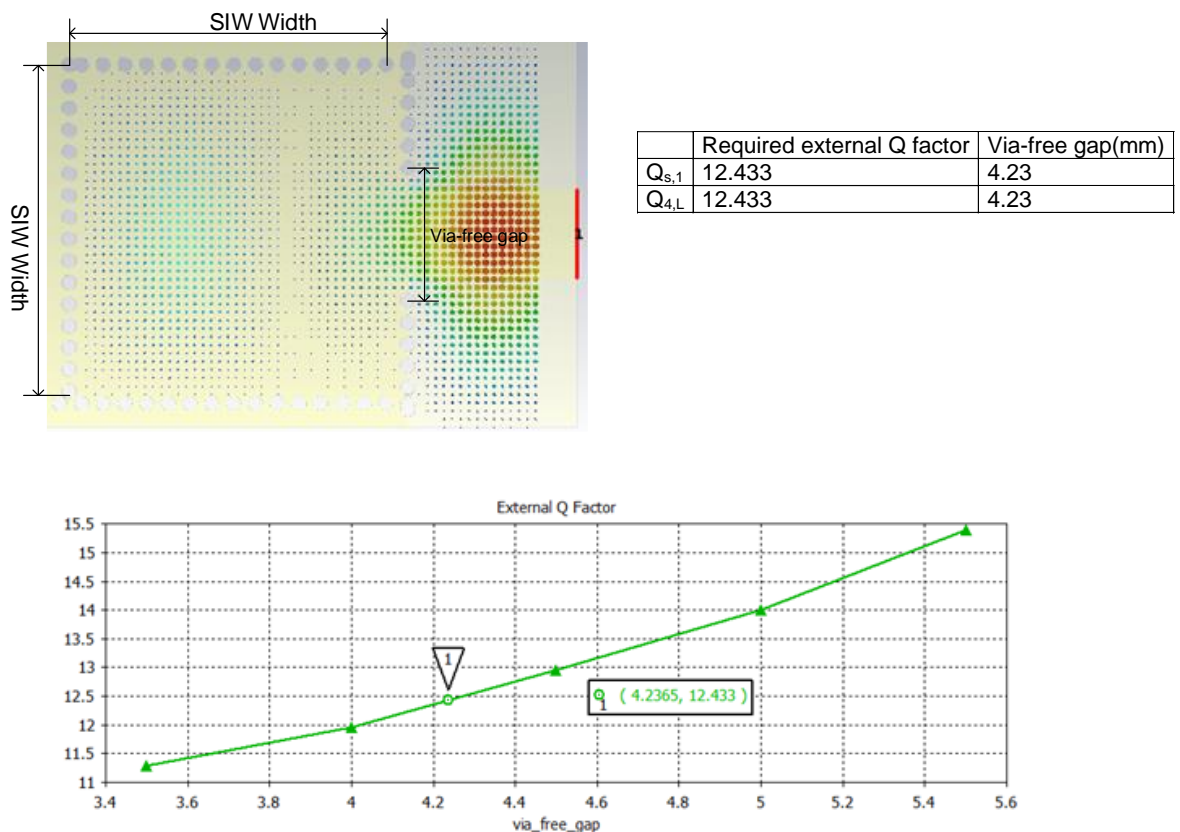 SIW Width
SIW Width
Via-free gap
1
Required external Q factor Via-free gap(mm)
Qs,1 12.433 4.23
Q4,L 12.433 4.23
External Q Factor
15.5
15
14.5
14
13.5
13
12.5
12
11.5
11
1
1 ( 4.2365, 12.433 )
3.4 3.6 3.8 4 4.2 4.4 4.6 4.8 5 5.2 5.4 5.6
via_free_gap